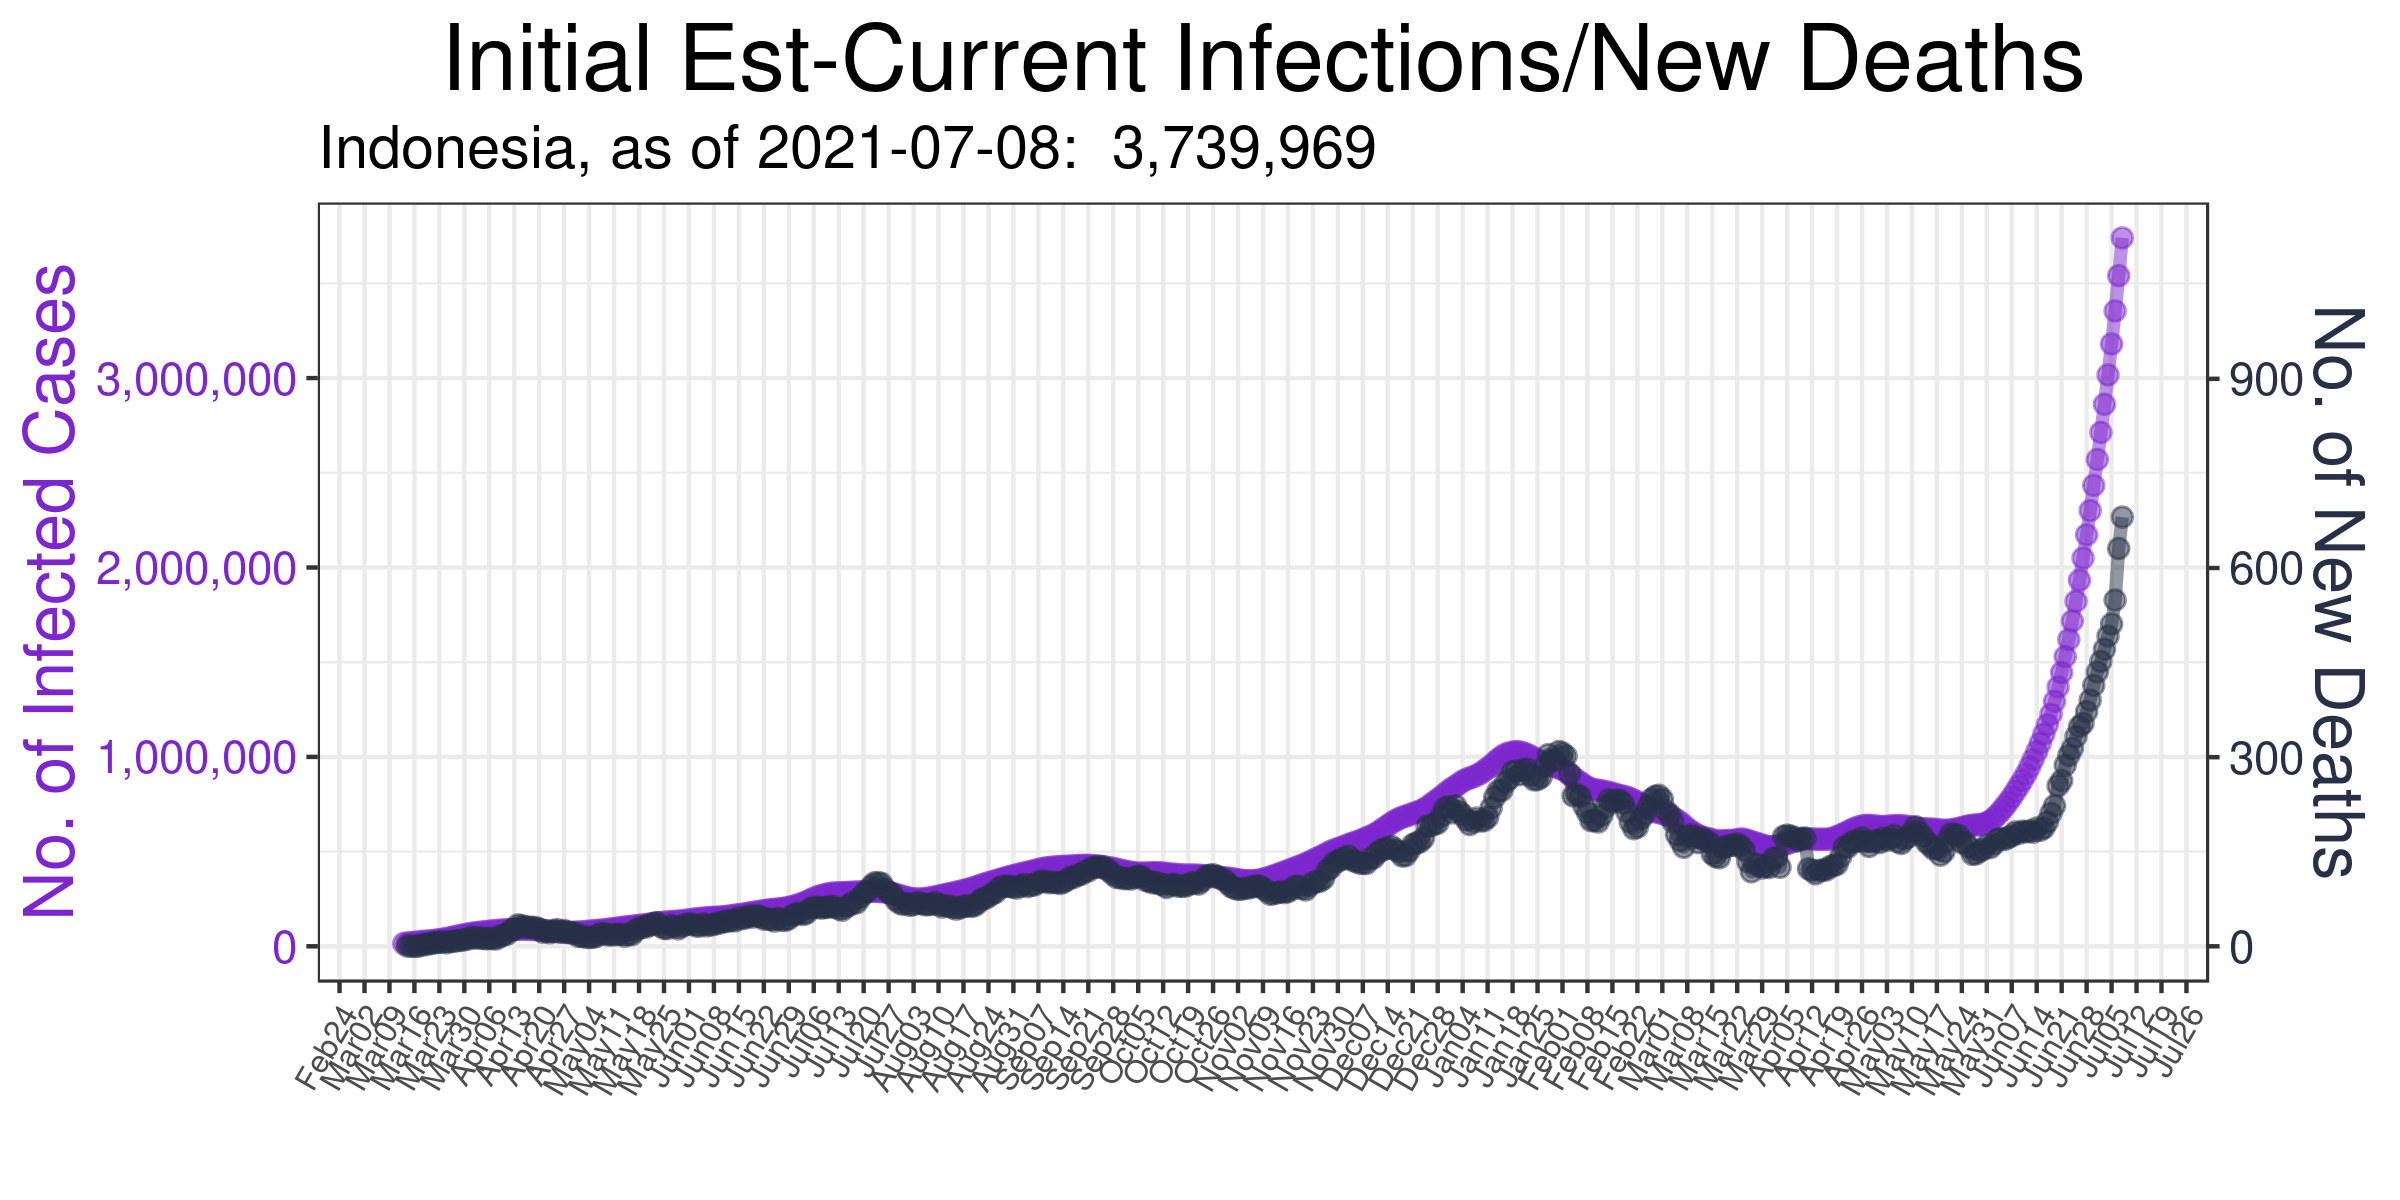 Initial Est-Current Infections/New Deaths
Indonesia, as of 2021-07-08:  3,739,969
No. of Infected Cases
3,000,000
2,000,000
1,000,000
0
900
600
300
0
No. of New Deaths
Feb24
Mar02
Mar09
Mar16
Mar23
Mar30
Apr06
Apr13
Apr20
Apr27
May04
May11
May18
May25
Jun01
Jun08
Jun15
Jun22
Jun29
Jul06
Jul13
Jul20
Jul27
Aug03
Aug10
Aug17
Aug24
Aug31
Sep07
Sep14
Sep21
Sep28
Oct05
Oct12
Oct19
Oct26
Nov02
Nov09
Nov16
Nov23
Nov30
Dec07
Dec14
Dec21
Dec28
Jan04
Jan11
Jan18
Jan25
Feb01
Feb08
Feb15
Feb22
Mar01
Mar08
Mar15
Mar22
Mar29
Apr05
Apr12
Apr19
Apr26
May03
May10
May17
May24
May31
Jun07
Jun14
Jun21
Jun28
Jul05
Jul12
Jul19
Jul26